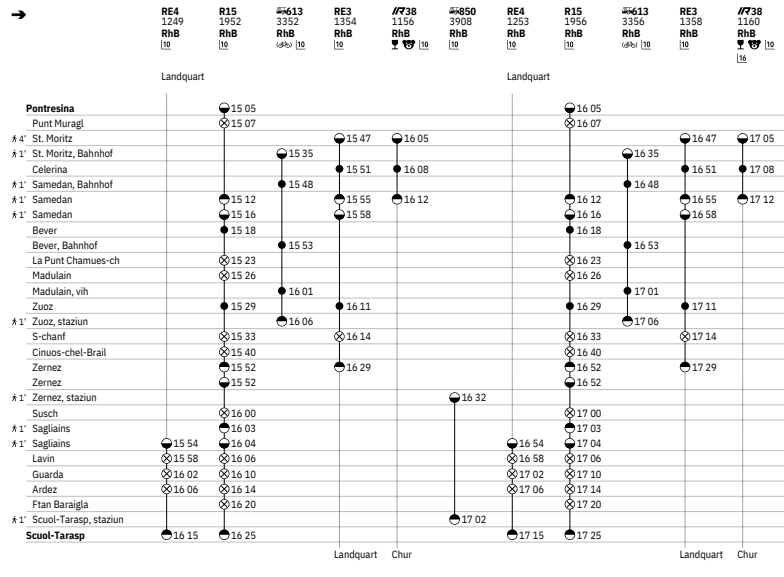 ➔ RE4 R15 613 RE3 IR38 850 RE4 R15 613 RE3 IR38
1249 1952 3352 1354 1156 3908 1253 1956 3356 1358 1160
RhB RhB RhB RhB RhB RhB RhB RhB RhB RhB RhB
10 10 10 10 10 10 10 10 10 10 10
16
Landquart Landquart
Pontresina 15 05 16 05
Punt Muragl 15 07 16 07
4' St. Moritz 15 47 16 05 16 47 17 05
1' St. Moritz, Bahnhof 15 35 16 35
Celerina 15 51 16 08 16 51 17 08
1' Samedan, Bahnhof 15 48 16 48
1' Samedan 15 12 15 55 16 12 16 12 16 55 17 12
1' Samedan 15 16 15 58 16 16 16 58
Bever 15 18 16 18
Bever, Bahnhof 15 53 16 53
La Punt Chamues-ch 15 23 16 23
Madulain 15 26 16 26
Madulain, vih 16 01 17 01
Zuoz 15 29 16 11 16 29 17 11
1' Zuoz, staziun 16 06 17 06
S-chanf 15 33 16 14 16 33 17 14
Cinuos-chel-Brail 15 40 16 40
Zernez 15 52 16 29 16 52 17 29
Zernez 15 52 16 52
1' Zernez, staziun 16 32
Susch 16 00 17 00
1' Sagliains 16 03 17 03
1' Sagliains 15 54 16 04 16 54 17 04
Lavin 15 58 16 06 16 58 17 06
Guarda 16 02 16 10 17 02 17 10
Ardez 16 06 16 14 17 06 17 14
Ftan Baraigla 16 20 17 20
1' Scuol-Tarasp, staziun 17 02
Scuol-Tarasp 16 15 16 25 17 15 17 25
Landquart Chur Landquart Chur